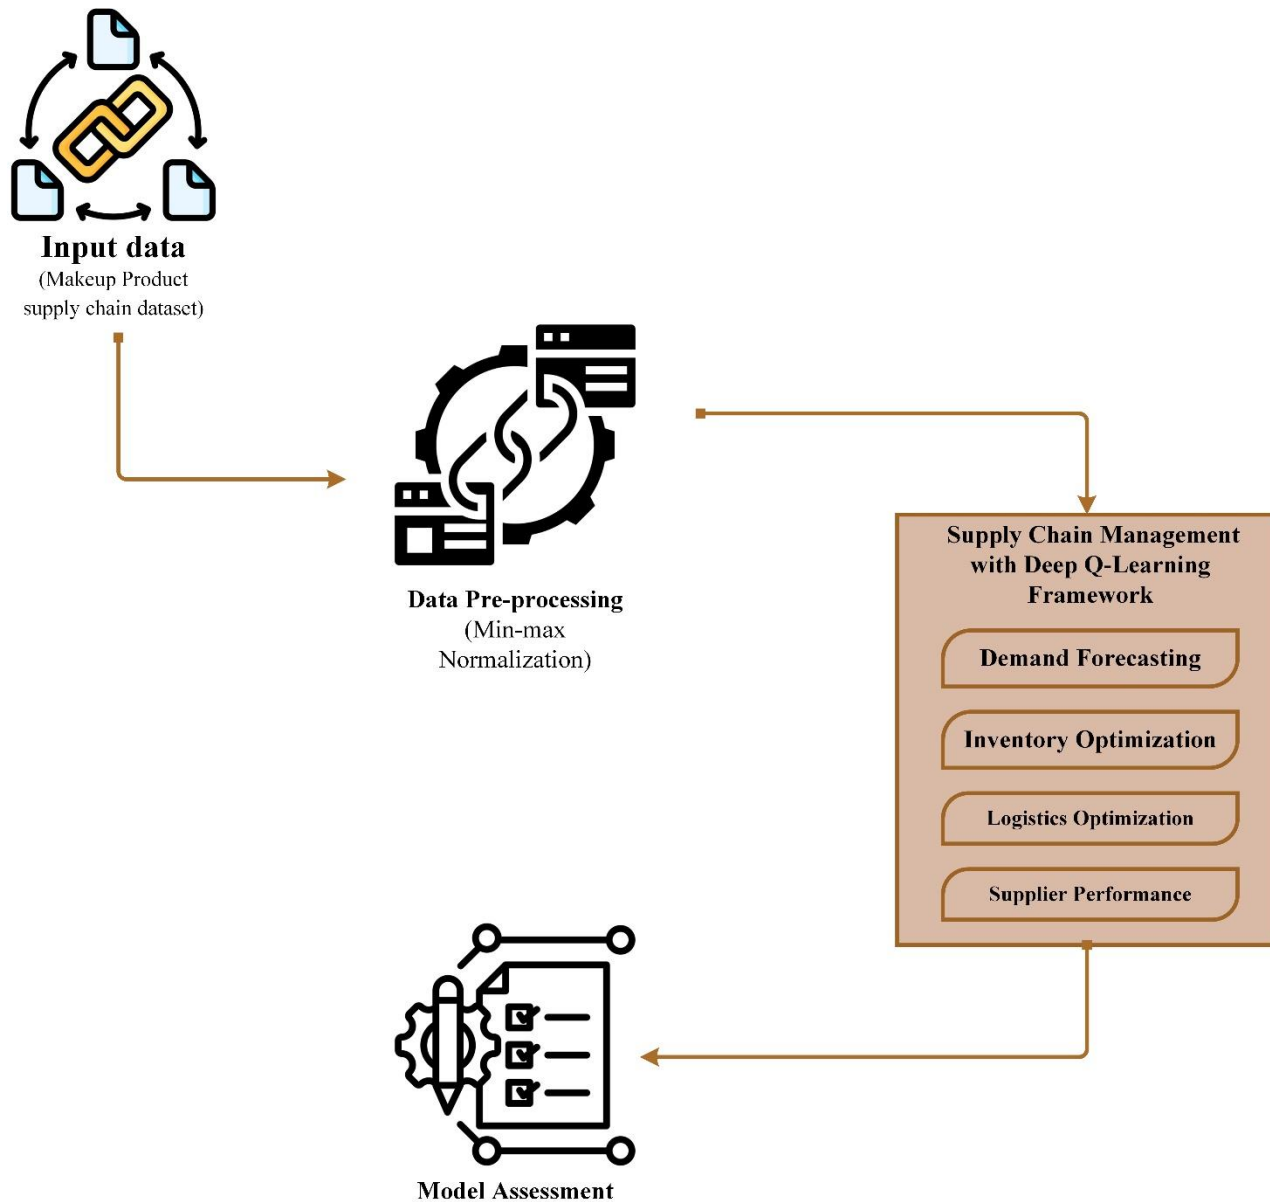 Input data
(Makeup Product
supply chain dataset)
Data Pre-processing
(Min-max
Normalization)
Supply Chain Management
with Deep Q-Learning
Framework
Demand Forecasting
Inventory Optimization
Logistics Optimization
Supplier Performance
Model Assessment